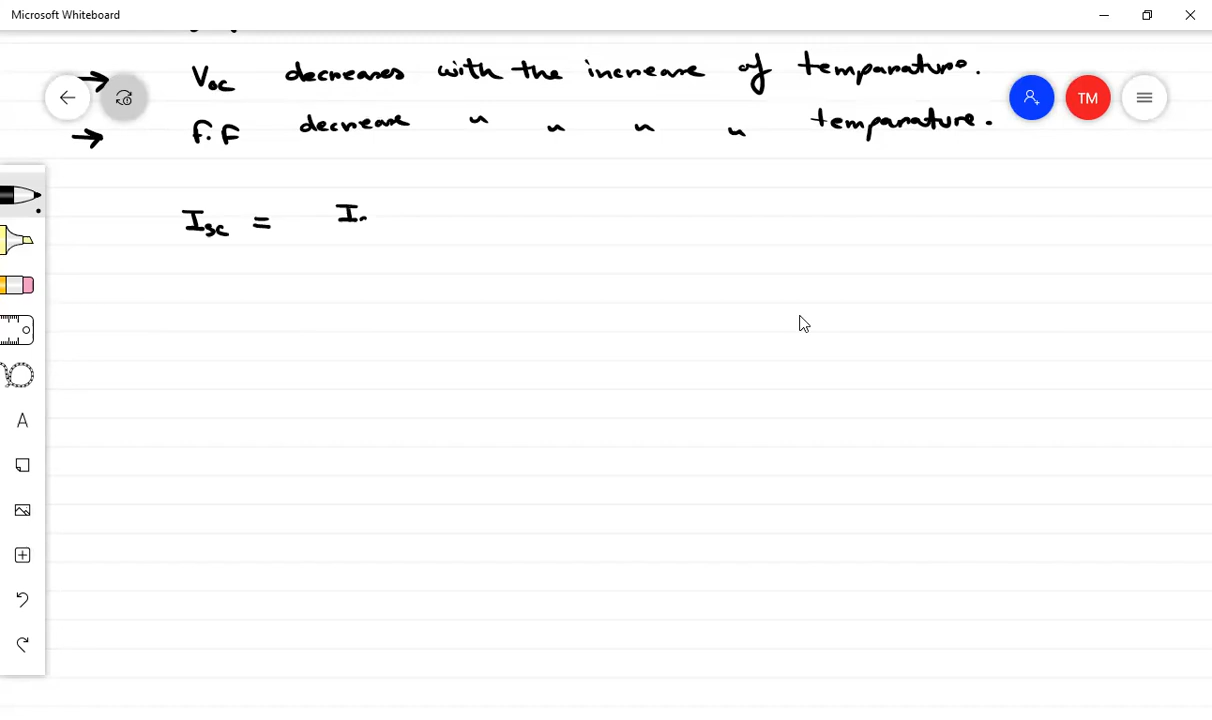 Microsoft Whiteboard
→ Voc decreases with the increase of temparature.
→ f.F decrease " " " " temparature.
TM
Isc = I
A